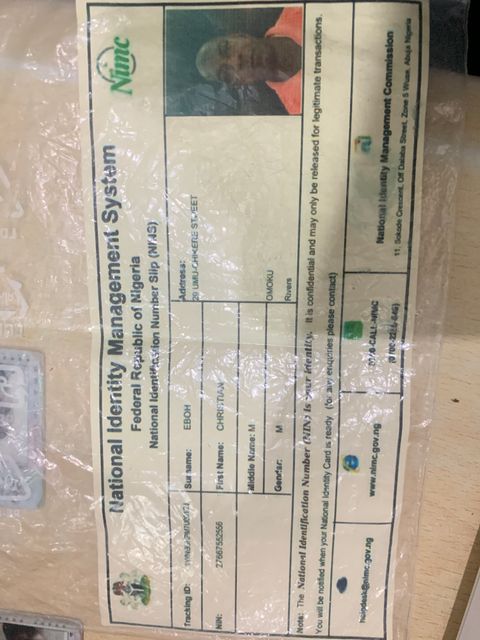 National Identity Management System
Federal Republic of Nigeria
National Identification Number Slip (NINS)
Nimc
Tracking ID:
Surname: EBOH
Address:
29 UMU-CHIKERE STREET
NIN: 27667552556
First Name: CHRISTIAN
Middle Name: M
OMOKU
Gender: M
Rivers
Note: The National Identification Number (NIN) is your identity. It is confidential and may only be released for legitimate transactions.
You will be notified when your National Identity Card is ready (for any enquiries please contact)
helpdesk@nimc.gov.ng
www.nimc.gov.ng
0700-CALL-NIMC
National Identity Management Commission
11, Sokode Crescent, Off Dalaba Street, Zone 5 Wuse, Abuja Nigeria